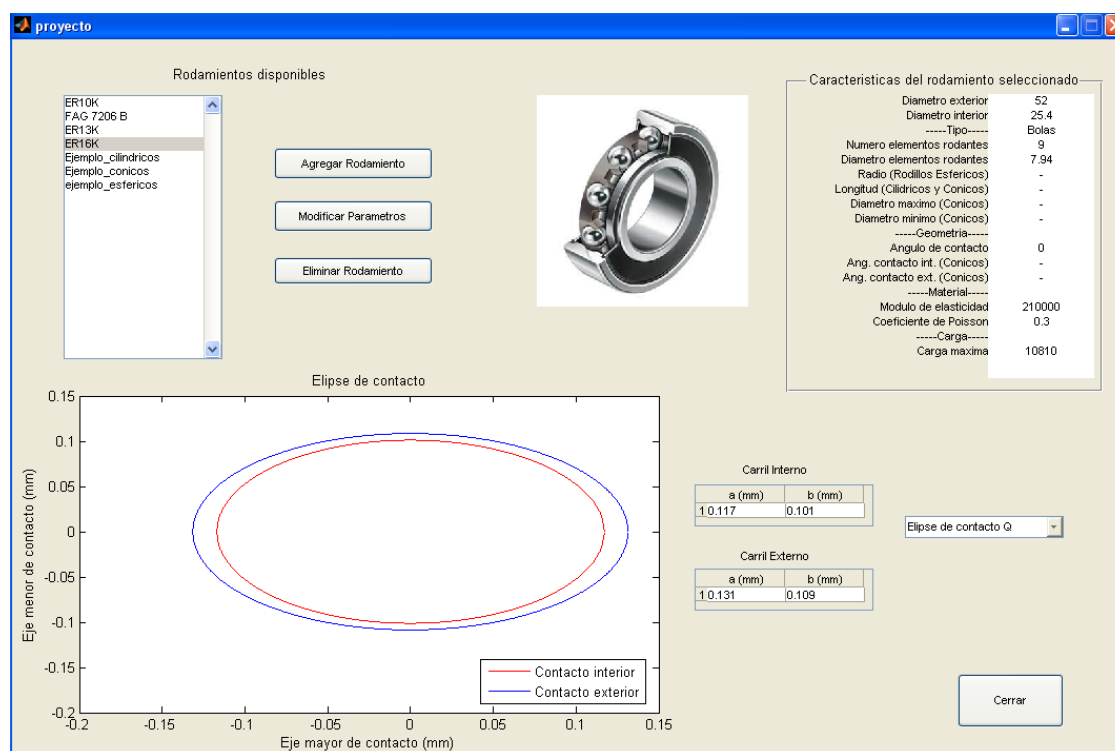 proyecto
Rodamientos disponibles
ER10K
FAG 7206 B
ER13K
ER16K
Ejemplo_cilindricos
Ejemplo_conicos
ejemplo_esfericos
Agregar Rodamiento
Modificar Parametros
Eliminar Rodamiento
Caracteristicas del rodamiento seleccionado
Diametro exterior 52
Diametro interior 25.4
-----Tipo----- Bolas
Numero elementos rodantes 9
Diametro elementos rodantes 7.94
Radio (Rodillos Esfericos) -
Longitud (Cilidricos y Conicos) -
Diametro maximo (Conicos) -
Diametro minimo (Conicos) -
-----Geometria-----
Angulo de contacto 0
Ang. contacto int. (Conicos) -
Ang. contacto ext. (Conicos) -
-----Material-----
Modulo de elasticidad 210000
Coeficiente de Poisson 0.3
-----Carga-----
Carga maxima 10810
Elipse de contacto
0.15
0.1
0.05
0
-0.05
-0.1
-0.15
-0.2
Eje menor de contacto (mm)
-0.2 -0.15 -0.1 -0.05 0 0.05 0.1 0.15
Eje mayor de contacto (mm)
Contacto interior
Contacto exterior
Carril Interno
a (mm) b (mm)
1 0.117 0.101
Carril Externo
a (mm) b (mm)
1 0.131 0.109
Elipse de contacto Q
Cerrar